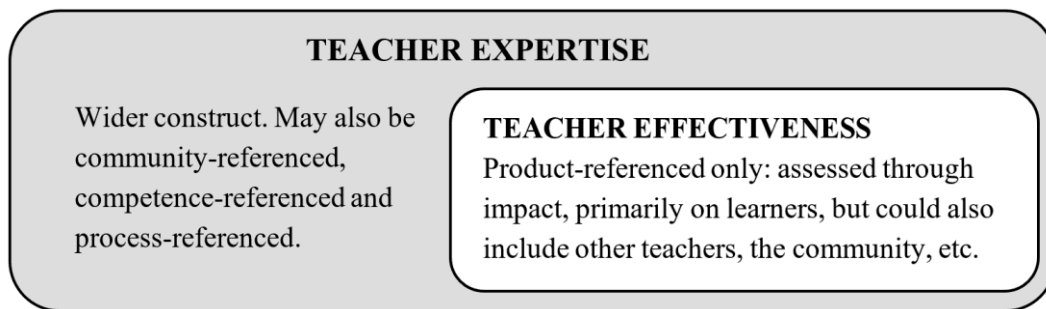 TEACHER EXPERTISE
Wider construct. May also be
community-referenced,
competence-referenced and
process-referenced.
TEACHER EFFECTIVENESS
Product-referenced only: assessed through
impact, primarily on learners, but could also
include other teachers, the community, etc.